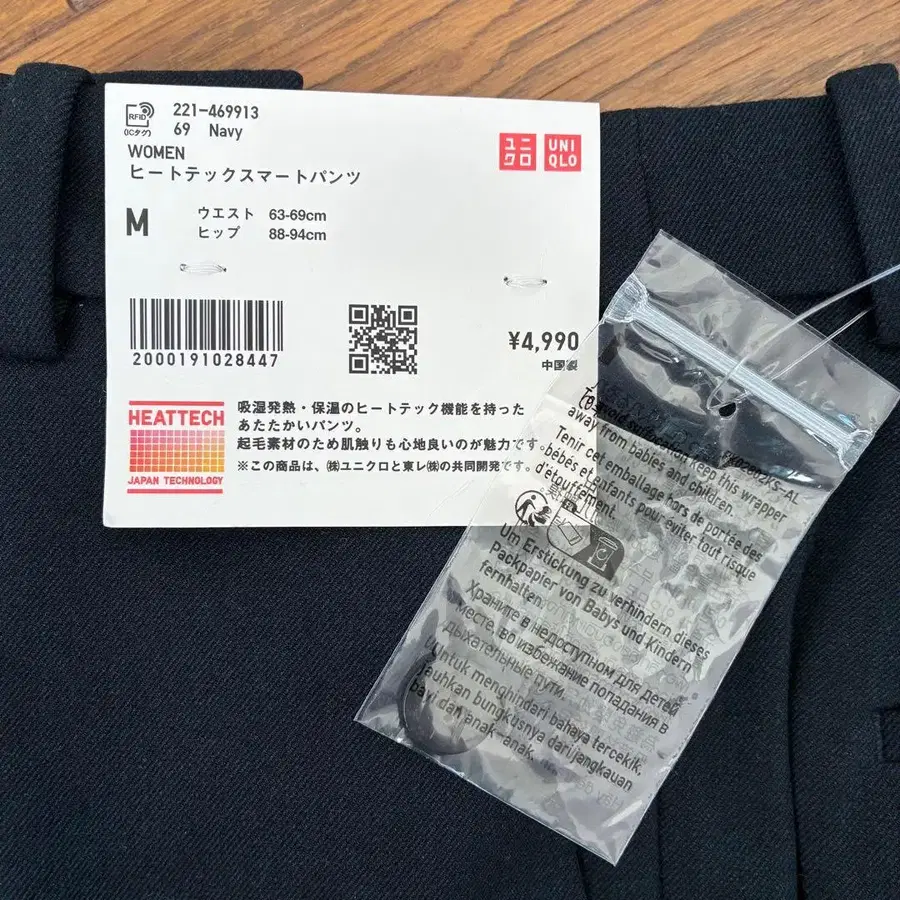 RFID
(ICタグ)
221-469913
69 Navy
WOMEN
ヒートテックスマートパンツ
ユニ
クロ
UNI
QLO
M
ウエスト 63-69cm
ヒップ 88-94cm
2000191028447
¥4,990
中国製
HEATTECH
JAPAN TECHNOLOGY
吸湿発熱・保温のヒートテック機能を持った
あたたかいパンツ。
起毛素材のため肌触りも心地良いのが魅力です。
※この商品は、㈱ユニクロと東レ㈱の共同開発です。
To avoid suffocation, keep this wrapper
away from babies and children.
Tenir cet emballage hors de portée des
bébés et enfants pour éviter tout risque
d'étouffement.
Um Erstickung zu verhindern dieses
Packpapier von Babys und Kindern
fernhalten.
Храните в недоступном для детей
месте, во избежание попадания в
дыхательные пути.
Untuk menghindari bahaya tercekik,
jauhkan bungkusnya dari jangkauan
bayi dan anak-anak.